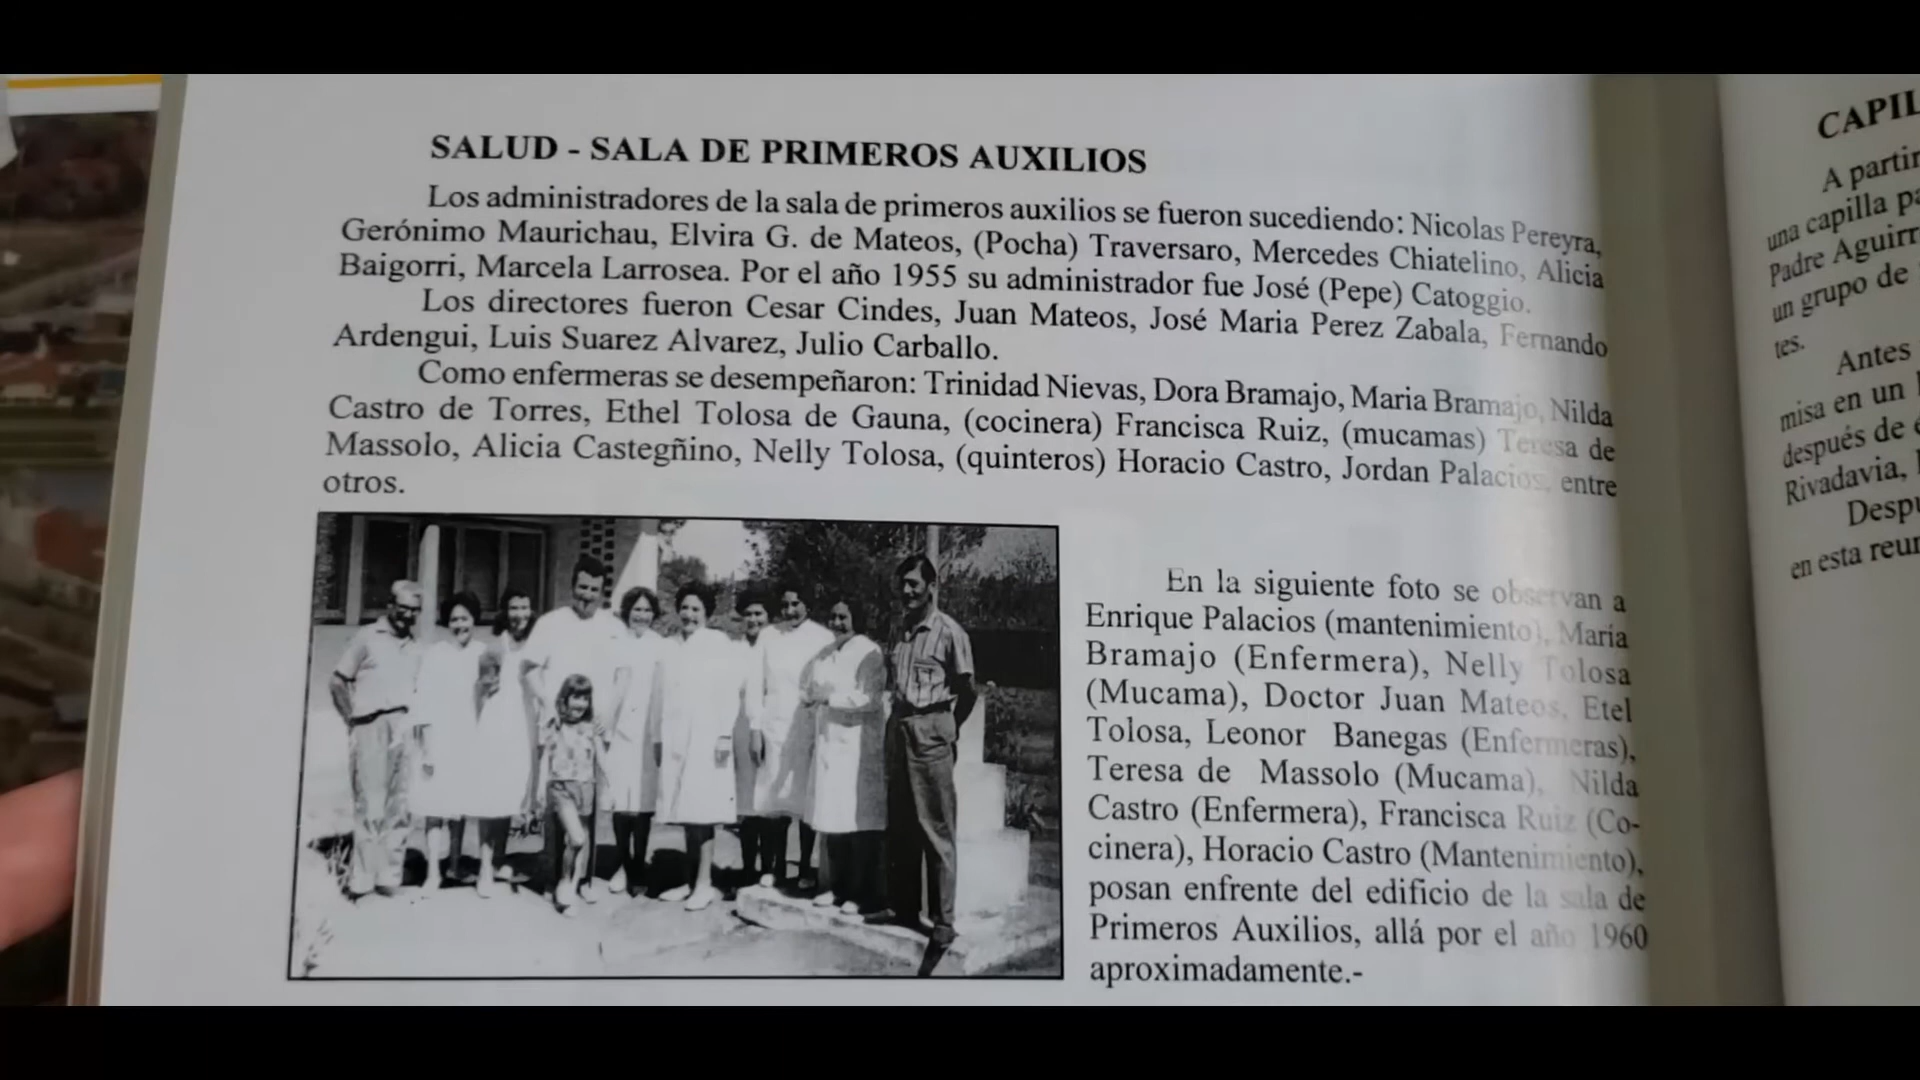 SALUD - SALA DE PRIMEROS AUXILIOS
Los administradores de la sala de primeros auxilios se fueron sucediendo: Nicolas Pereyra,
Gerónimo Maurichau, Elvira G. de Mateos, (Pocha) Traversaro, Mercedes Chiatelino, Alicia
Baigorri, Marcela Larrosea. Por el año 1955 su administrador fue José (Pepe) Catoggio.
Los directores fueron Cesar Cindes, Juan Mateos, José Maria Perez Zabala, Fernando
Ardengui, Luis Suarez Alvarez, Julio Carballo.
Como enfermeras se desempeñaron: Trinidad Nievas, Dora Bramajo, Maria Bramajo, Nilda
Castro de Torres, Ethel Tolosa de Gauna, (cocinera) Francisca Ruiz, (mucamas) Teresa de
Massolo, Alicia Castegñino, Nelly Tolosa, (quinteros) Horacio Castro, Jordan Palacios, entre
otros.
En la siguiente foto se observan a
Enrique Palacios (mantenimiento), María
Bramajo (Enfermera), Nelly Tolosa
(Mucama), Doctor Juan Mateos, Etel
Tolosa, Leonor Banegas (Enfermeras),
Teresa de Massolo (Mucama), Nilda
Castro (Enfermera), Francisca Ruiz (Co-
cinera), Horacio Castro (Mantenimiento),
posan enfrente del edificio de la sala de
Primeros Auxilios, allá por el año 1960
aproximadamente.-
CAPIL
A partir
una capilla pa
Padre Aguirr
un grupo de
tes.
Antes
misa en un
después de
Rivadavia,
Despu
en esta reun